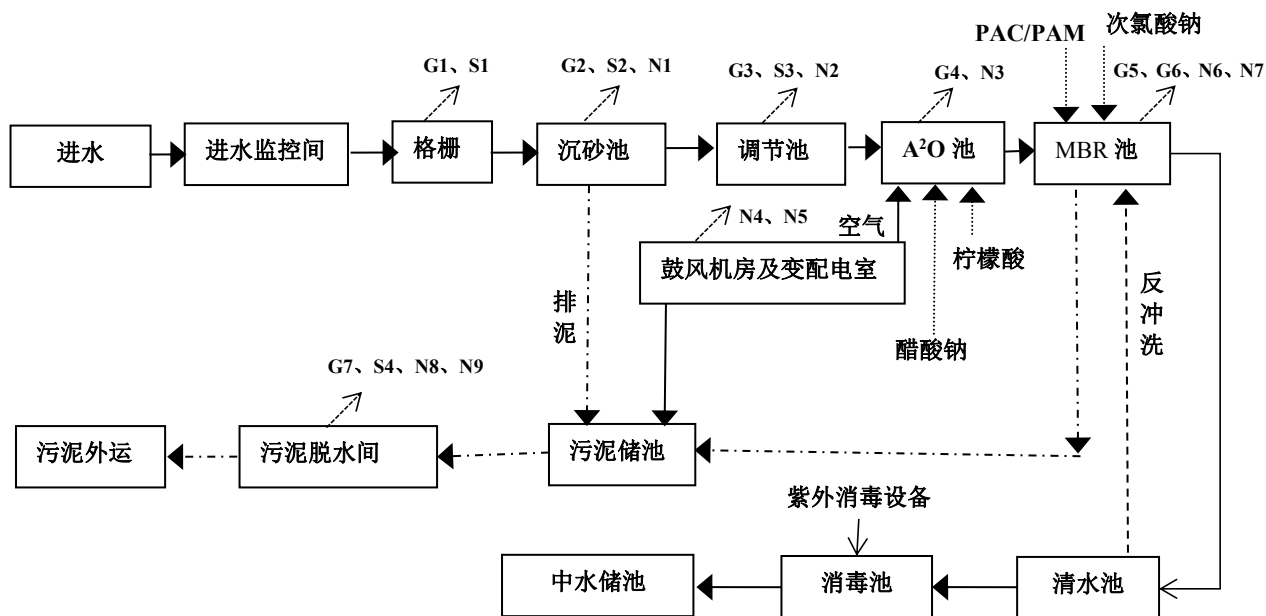 PAC/PAM
次氯酸钠
G1、S1
G2、S2、N1
G3、S3、N2
G4、N3
G5、G6、N6、N7
进水
进水监控间
格栅
沉砂池
调节池
A²O 池
MBR 池
N4、N5
空气
鼓风机房及变配电室
柠檬酸
醋酸钠
排泥
反冲洗
G7、S4、N8、N9
污泥外运
污泥脱水间
污泥储池
紫外消毒设备
中水储池
消毒池
清水池